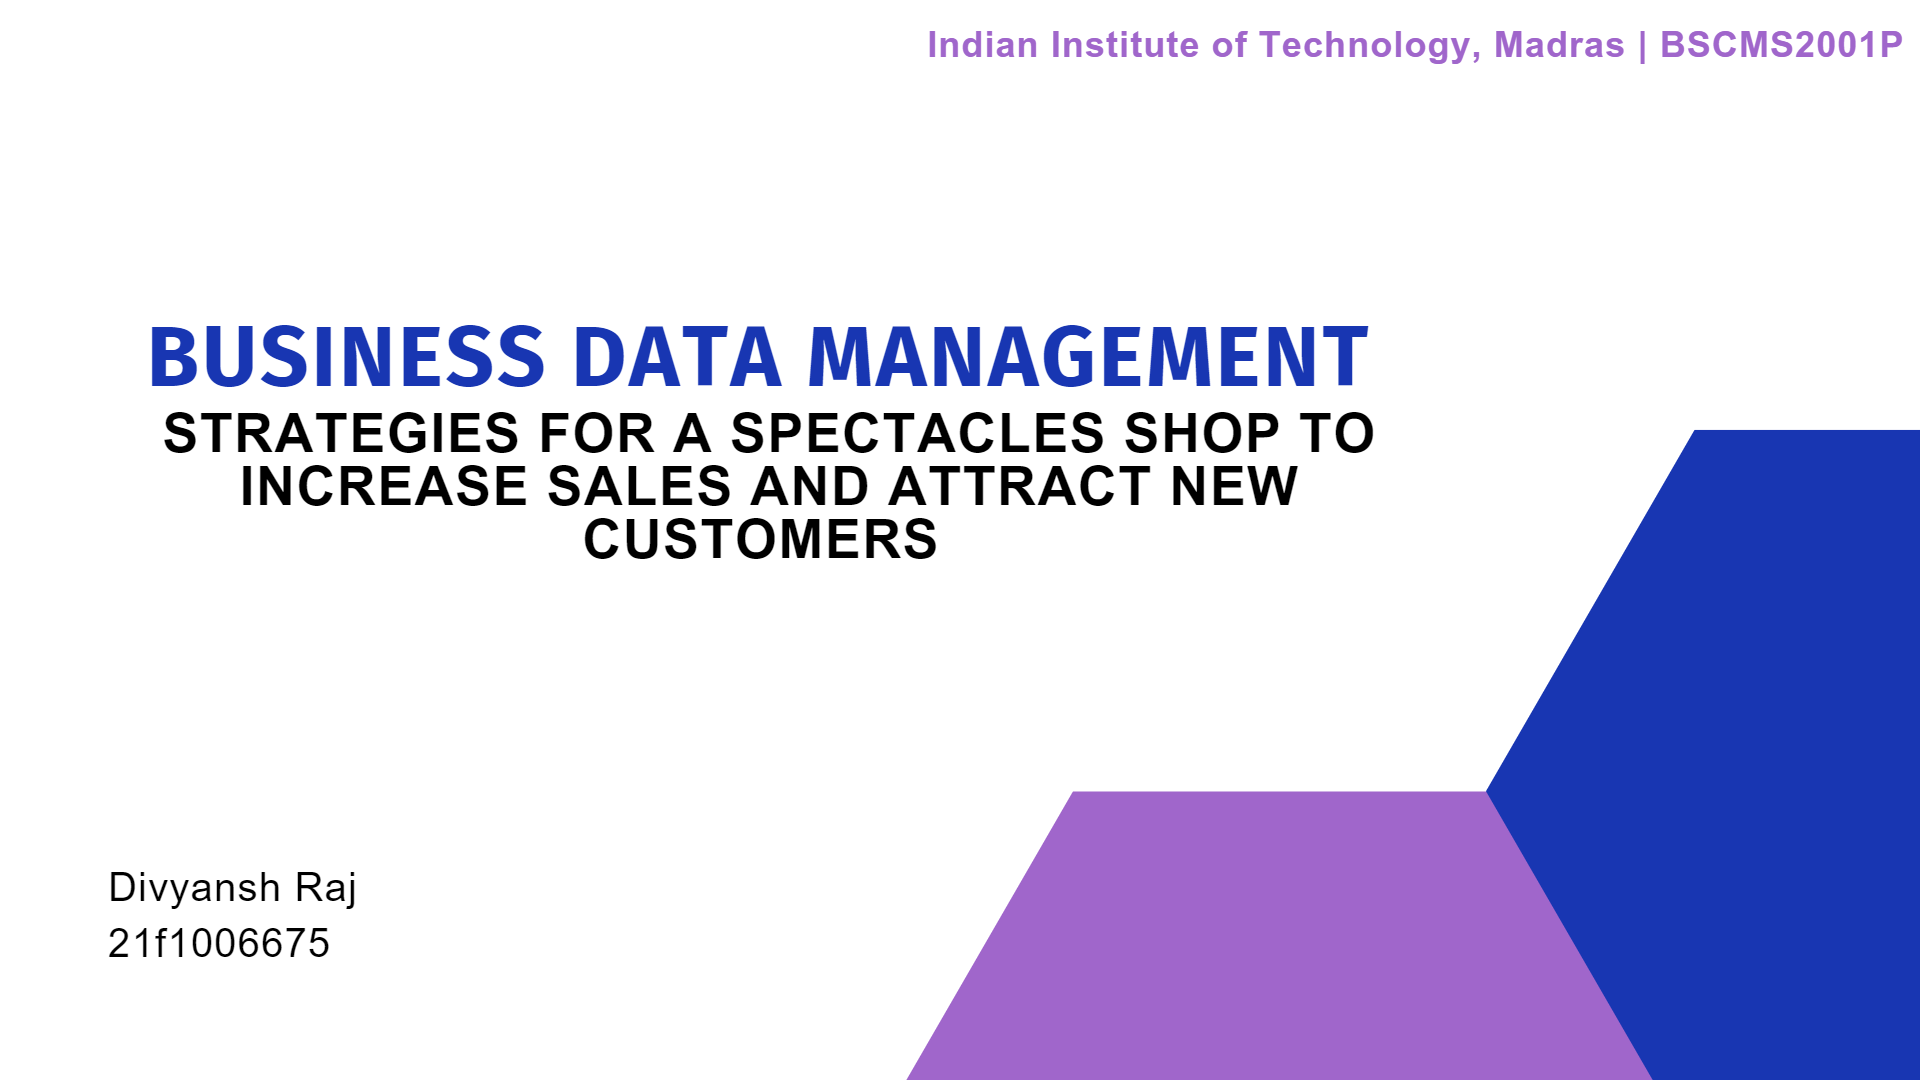 Indian Institute of Technology, Madras | BSCMS2001P
BUSINESS DATA MANAGEMENT
STRATEGIES FOR A SPECTACLES SHOP TO
INCREASE SALES AND ATTRACT NEW
CUSTOMERS
Divyansh Raj
21f1006675